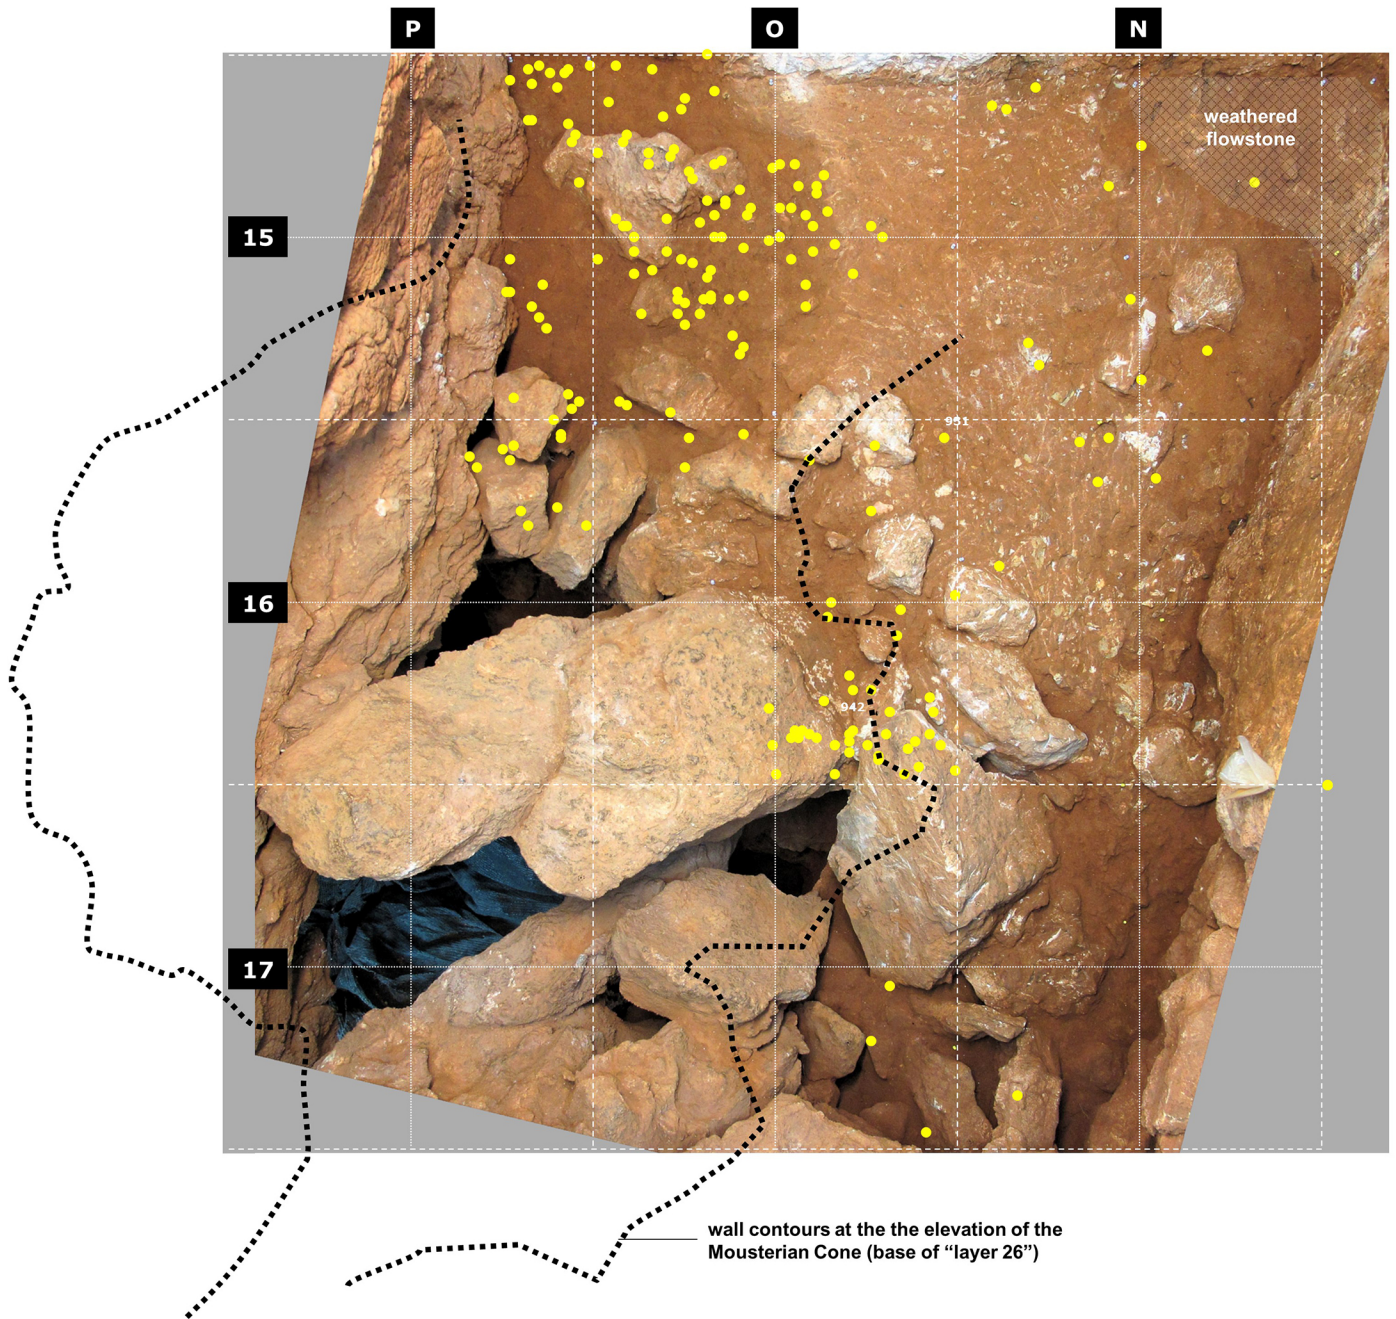 P
O
N
weathered
flowstone
15
931
16
942
17
wall contours at the the elevation of the
Mousterian Cone (base of “layer 26”)